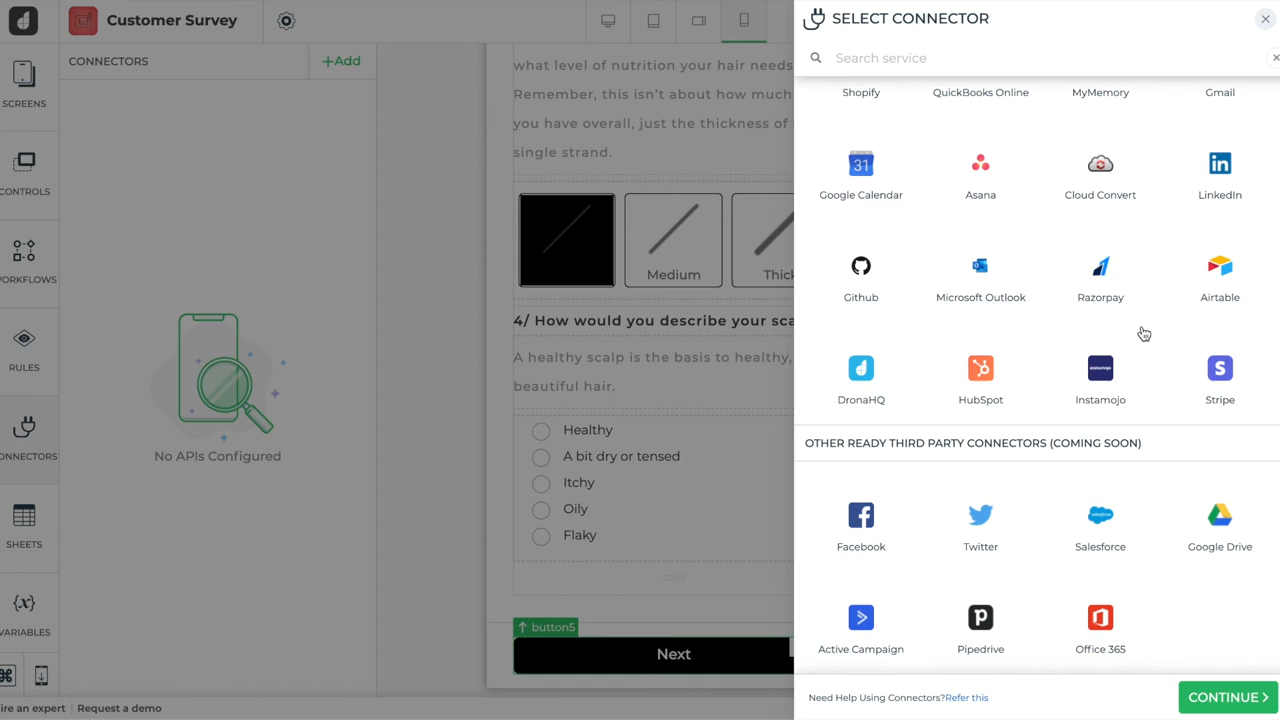 Customer Survey
CONNECTORS
+Add
SCREENS
CONTROLS
WORKFLOWS
RULES
ONNECTORS
SHEETS
{x}
VARIABLES
No APIs Configured
what level of nutrition your hair needs
Remember, this isn't about how much
you have overall, just the thickness of
single strand.
Medium
Thick
4/ How would you describe your sca
A healthy scalp is the basis to healthy,
beautiful hair.
Healthy
A bit dry or tensed
Itchy
Oily
Flaky
button5
Next
ire an expert
Request a demo
SELECT CONNECTOR
Search service
Shopify
QuickBooks Online
MyMemory
Gmail
31
Google Calendar
Asana
Cloud Convert
in
LinkedIn
Github
Microsoft Outlook
Razorpay
Airtable
DronaHQ
HubSpot
instamojo
Instamojo
S
Stripe
OTHER READY THIRD PARTY CONNECTORS (COMING SOON)
Facebook
Twitter
salesforce
Salesforce
Google Drive
Active Campaign
Pipedrive
Office 365
Need Help Using Connectors?Refer this
CONTINUE >